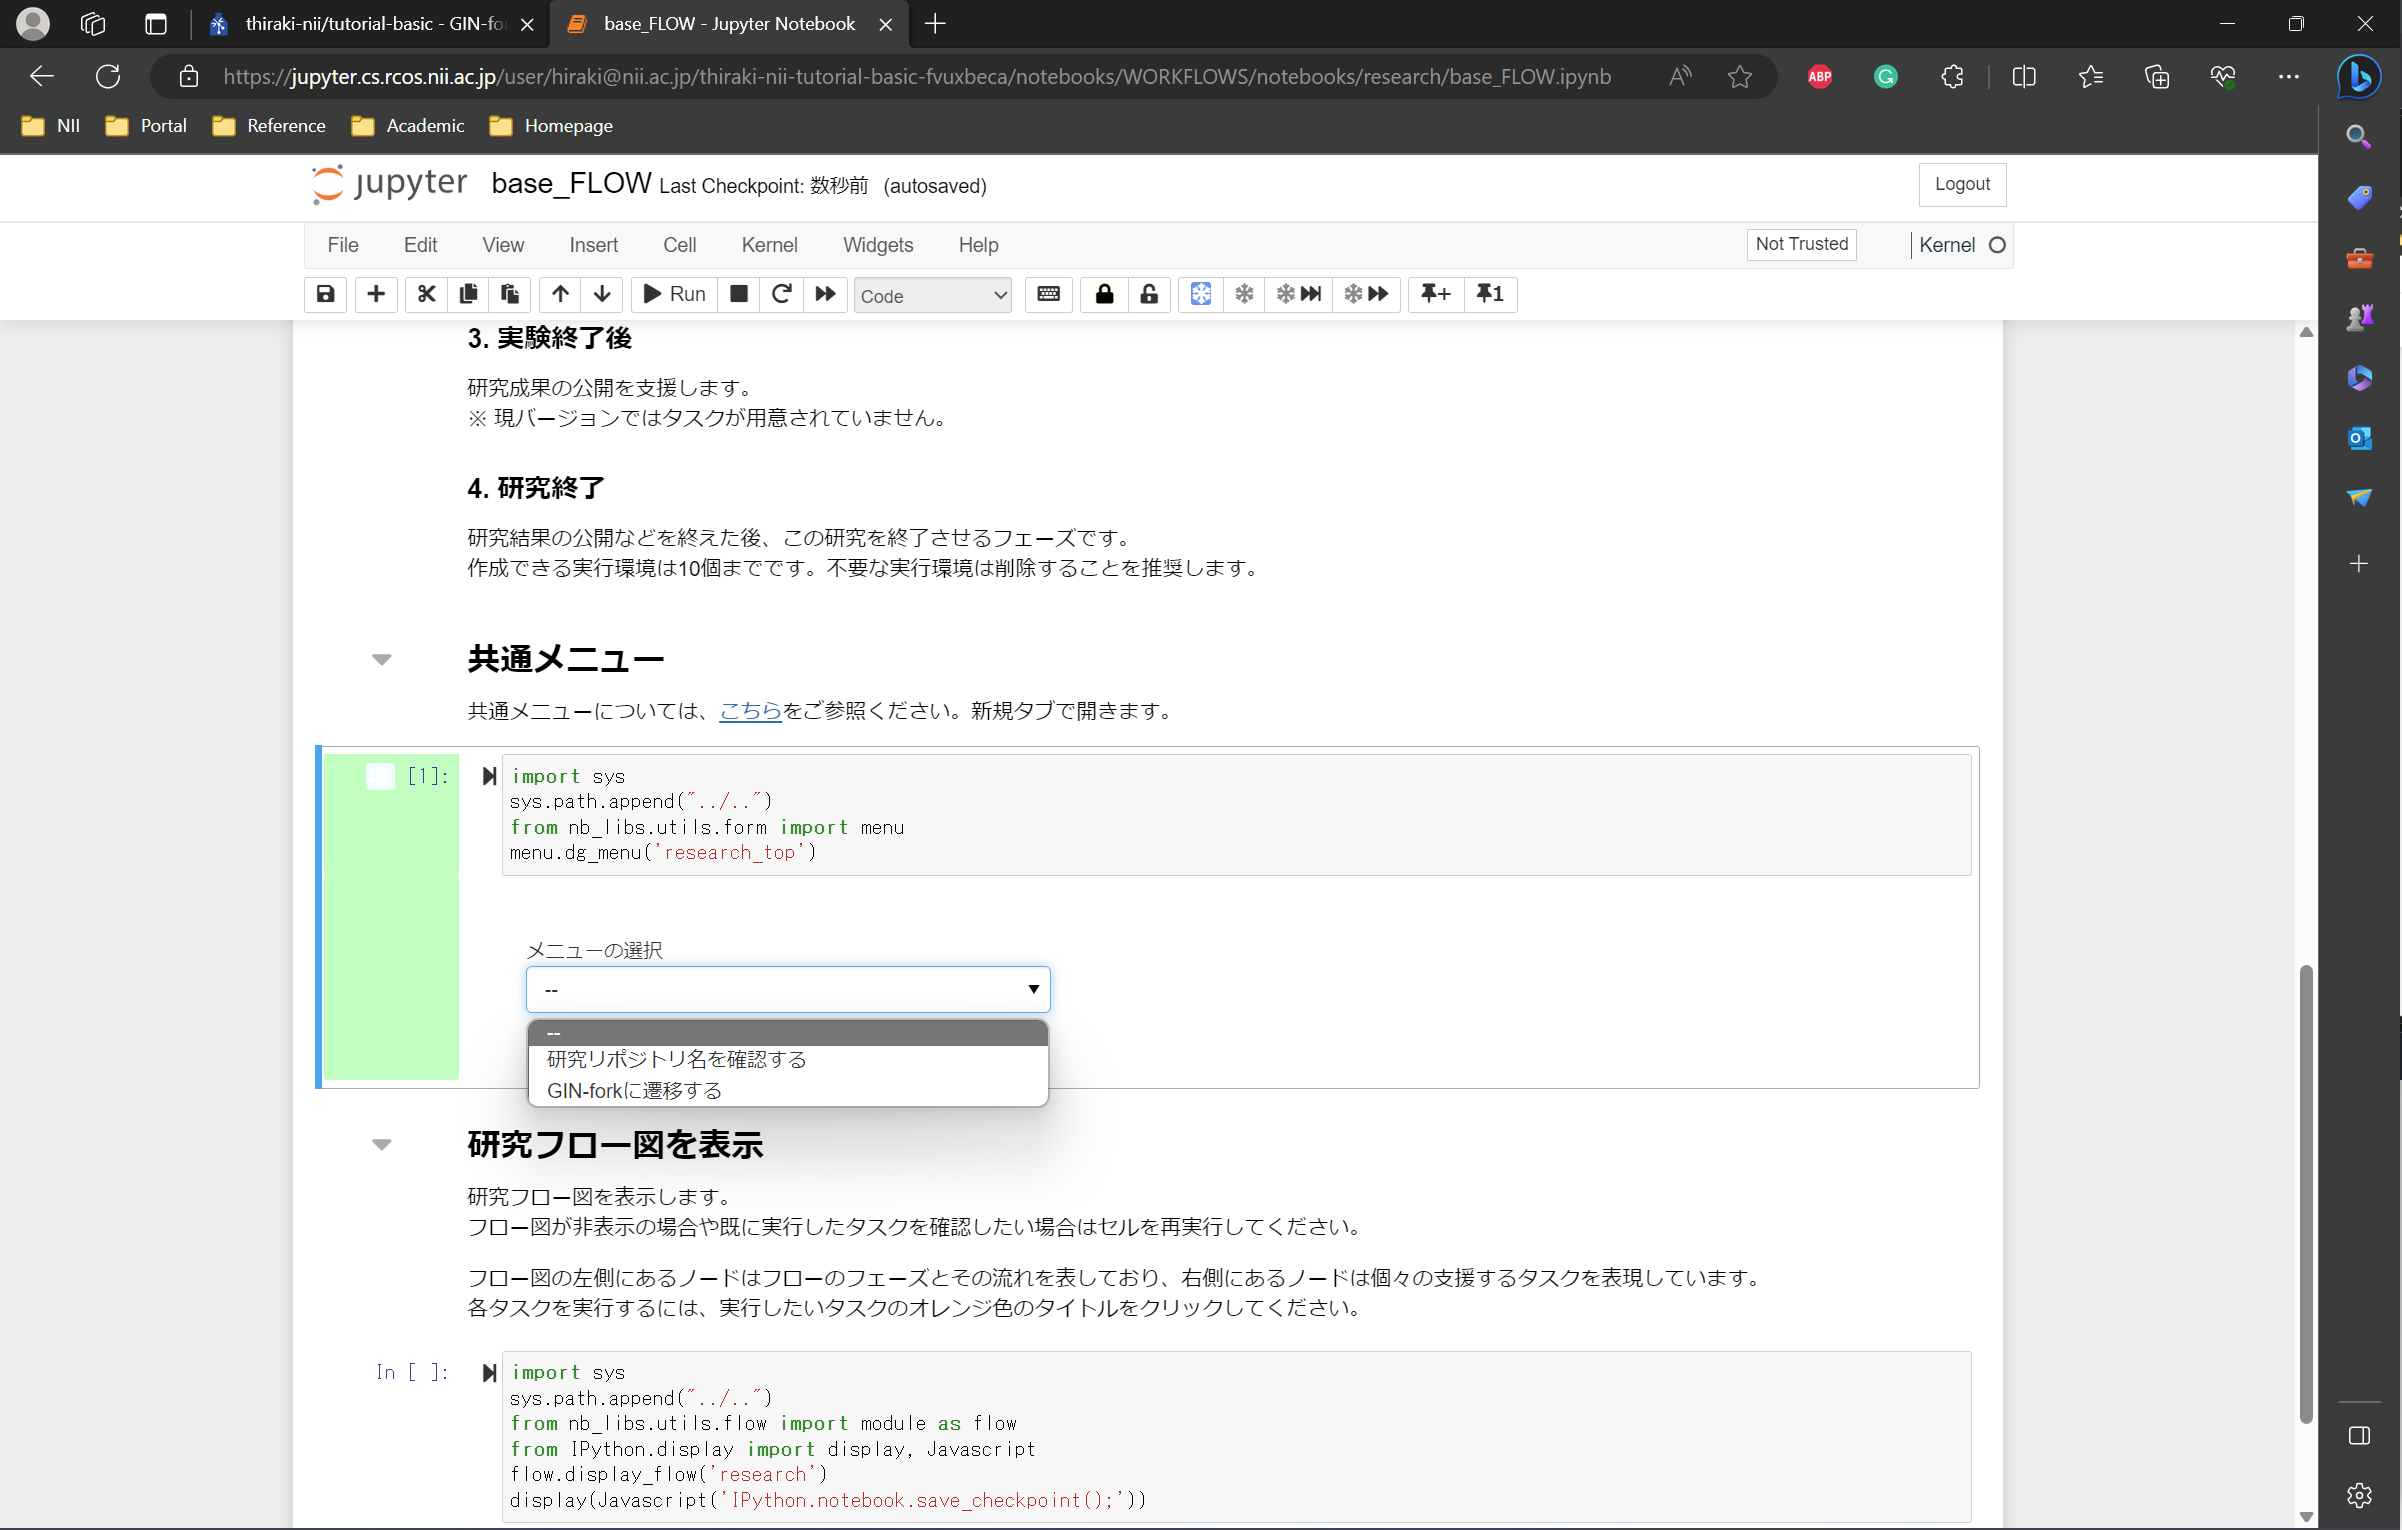 thiraki-nii/tutorial-basic - GIN-fo
base_FLOW - Jupyter Notebook
https://jupyter.cs.rcos.nii.ac.jp/user/hiraki@nii.ac.jp/thiraki-nii-tutorial-basic-fvuxbeca/notebooks/WORKFLOWS/notebooks/research/base_FLOW.ipynb
ABP
NII Portal Reference Academic Homepage
jupyter base_FLOW Last Checkpoint: 数秒前 (autosaved)
Logout
File Edit View Insert Cell Kernel Widgets Help
Not Trusted
Kernel
Run
Code
+
1
3. 実験終了後
研究成果の公開を支援します。
※ 現バージョンではタスクが用意されていません。
4. 研究終了
研究結果の公開などを終えた後、この研究を終了させるフェーズです。
作成できる実行環境は10個までです。不要な実行環境は削除することを推奨します。
共通メニュー
共通メニューについては、こちらをご参照ください。新規タブで開きます。
[1]:
import sys
sys.path.append("../..")
from nb_libs.utils.form import menu
menu.dg_menu('research_top')
メニューの選択
--
--
研究リポジトリ名を確認する
GIN-forkに遷移する
研究フロー図を表示
研究フロー図を表示します。
フロー図が非表示の場合や既に実行したタスクを確認したい場合はセルを再実行してください。
フロー図の左側にあるノードはフローのフェーズとその流れを表しており、右側にあるノードは個々の支援するタスクを表現しています。
各タスクを実行するには、実行したいタスクのオレンジ色のタイトルをクリックしてください。
In [ ]:
import sys
sys.path.append("../..")
from nb_libs.utils.flow import module as flow
from IPython.display import display, Javascript
flow.display_flow('research')
display(Javascript('IPython.notebook.save_checkpoint();'))